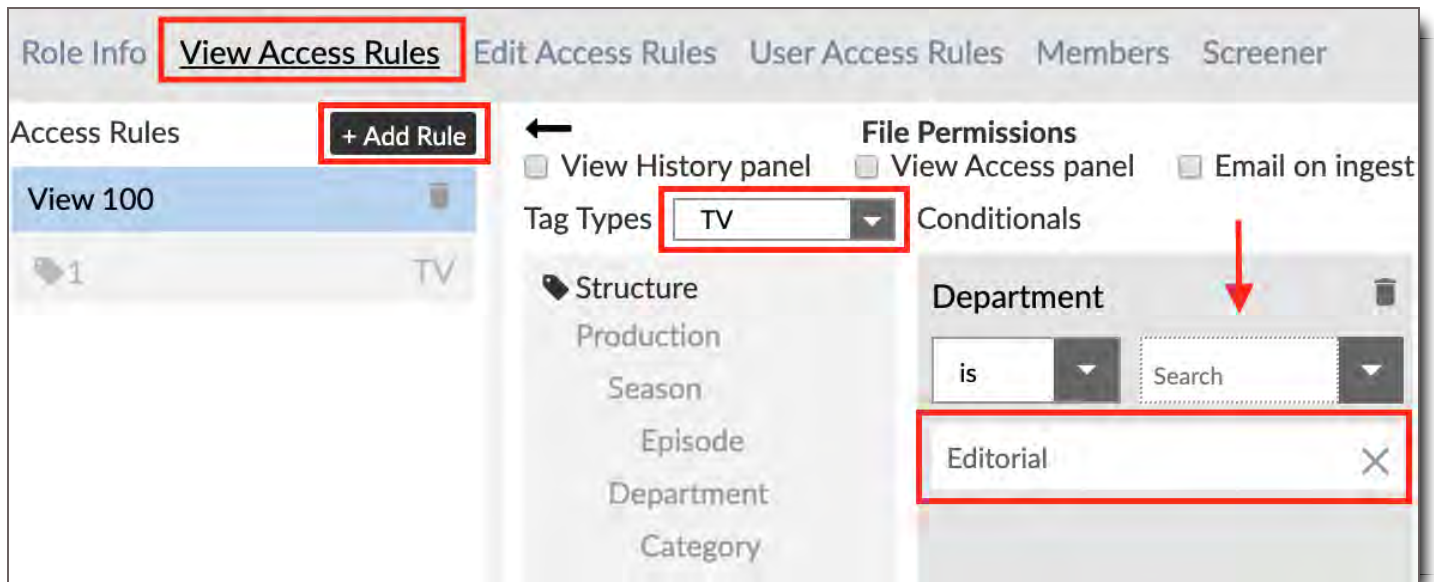 Role Info View Access Rules Edit Access Rules User Access Rules Members Screener
Access Rules + Add Rule
File Permissions
View History panel View Access panel Email on ingest
View 100
Tag Types TV Conditionals
1 TV
Structure
Production
Season
Episode
Department
Category
Department
is Search
Editorial